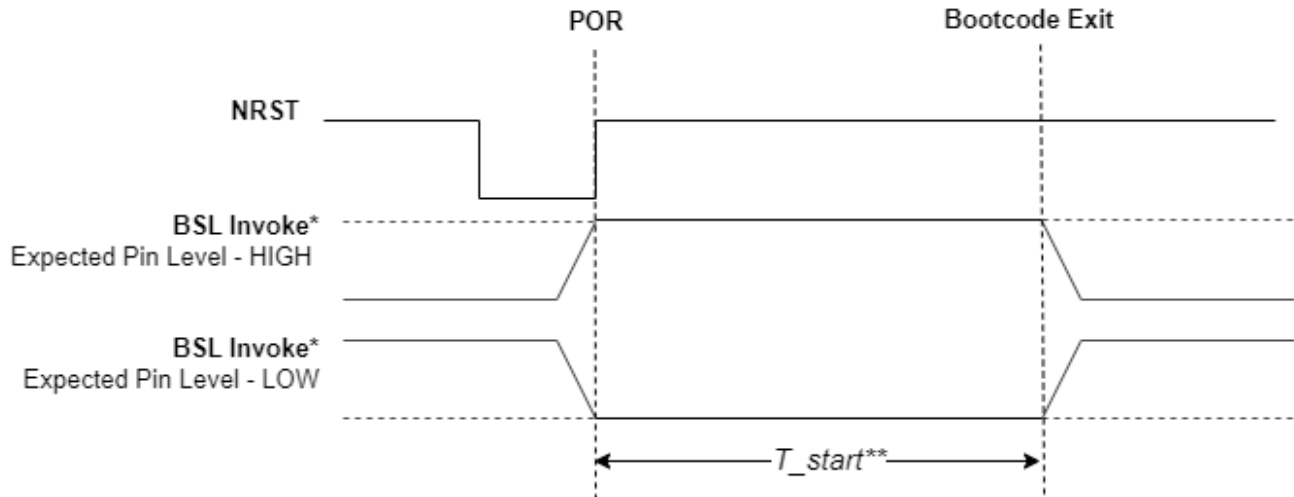 POR
Bootcode Exit
NRST
BSL Invoke*
Expected Pin Level - HIGH
BSL Invoke*
Expected Pin Level - LOW
T_start**